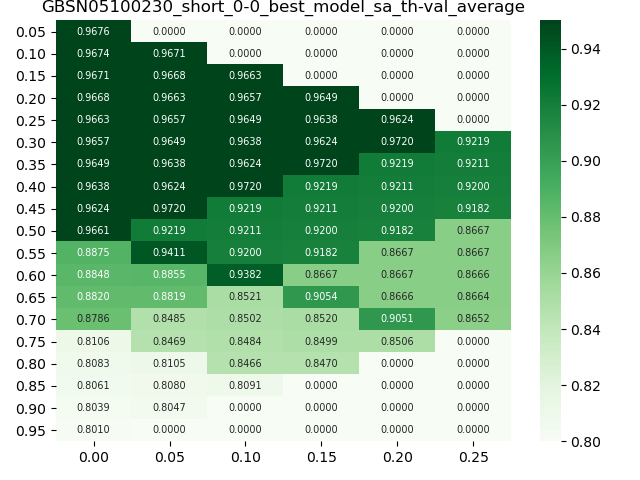 GBSN05100230_short_0-0_best_model_sa_th-val_average
0.05 0.9676 0.0000 0.0000 0.0000 0.0000 0.0000
0.10 0.9674 0.9671 0.0000 0.0000 0.0000 0.0000
0.15 0.9671 0.9668 0.9663 0.0000 0.0000 0.0000
0.20 0.9668 0.9663 0.9657 0.9649 0.0000 0.0000
0.25 0.9663 0.9657 0.9649 0.9638 0.9624 0.0000
0.30 0.9657 0.9649 0.9638 0.9624 0.9720 0.9219
0.35 0.9649 0.9638 0.9624 0.9720 0.9219 0.9211
0.40 0.9638 0.9624 0.9720 0.9219 0.9211 0.9200
0.45 0.9624 0.9720 0.9219 0.9211 0.9200 0.9182
0.50 0.9661 0.9219 0.9211 0.9200 0.9182 0.8667
0.55 0.8875 0.9411 0.9200 0.9182 0.8667 0.8667
0.60 0.8848 0.8855 0.9382 0.8667 0.8667 0.8666
0.65 0.8820 0.8819 0.8521 0.9054 0.8666 0.8664
0.70 0.8786 0.8485 0.8502 0.8520 0.9051 0.8652
0.75 0.8106 0.8469 0.8484 0.8499 0.8506 0.0000
0.80 0.8083 0.8105 0.8466 0.8470 0.0000 0.0000
0.85 0.8061 0.8080 0.8091 0.0000 0.0000 0.0000
0.90 0.8039 0.8047 0.0000 0.0000 0.0000 0.0000
0.95 0.8010 0.0000 0.0000 0.0000 0.0000 0.0000
0.00 0.05 0.10 0.15 0.20 0.25
0.94
0.92
0.90
0.88
0.86
0.84
0.82
0.80